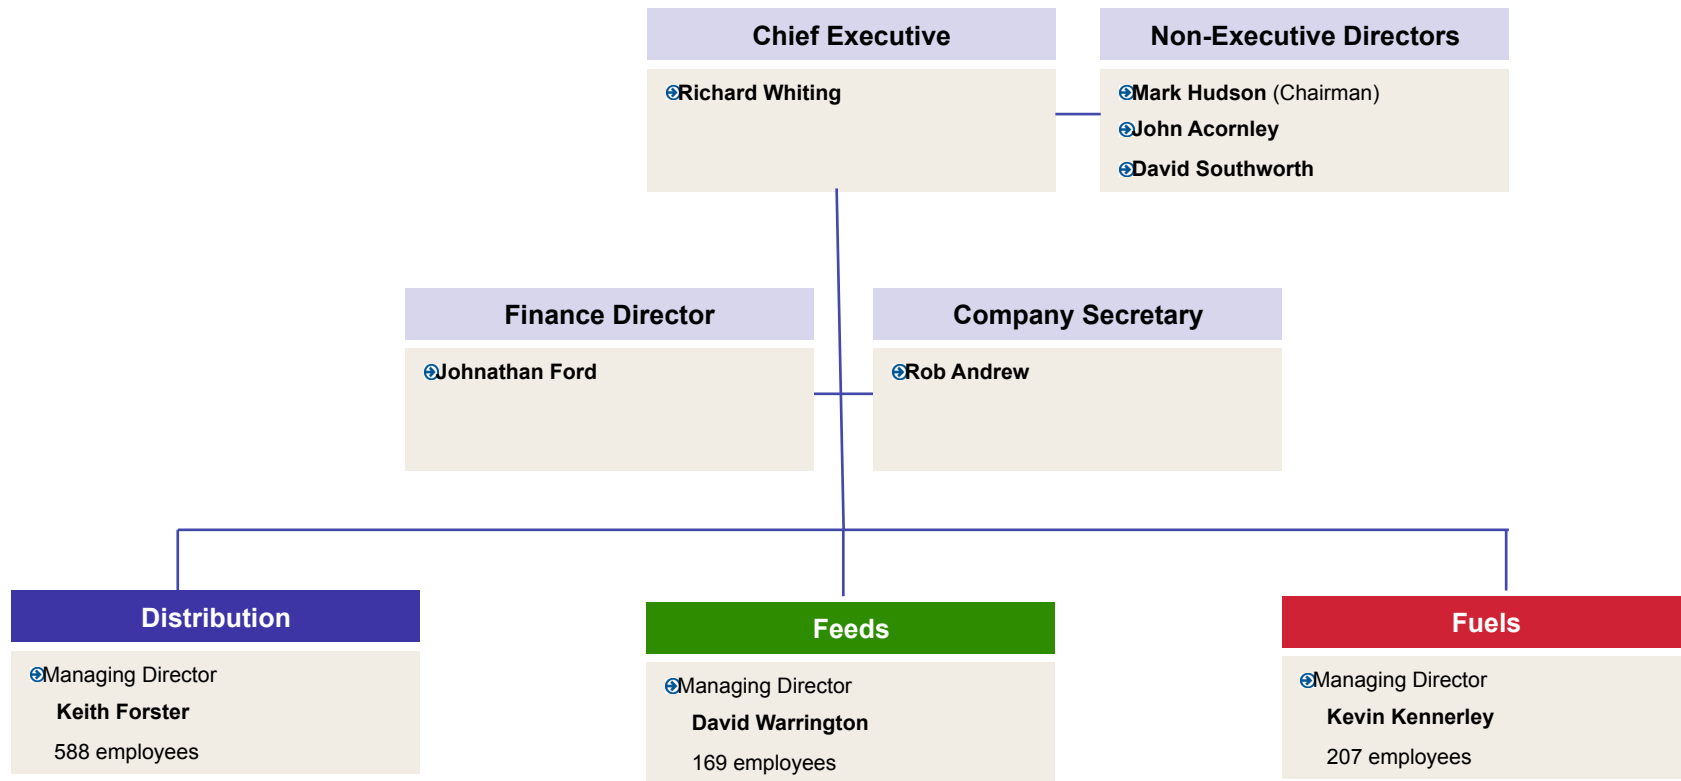 Chief Executive
Richard Whiting
Non-Executive Directors
Mark Hudson (Chairman)
John Acornley
David Southworth
Finance Director
Johnathan Ford
Company Secretary
Rob Andrew
Distribution
Managing Director
Keith Forster
588 employees
Feeds
Managing Director
David Warrington
169 employees
Fuels
Managing Director
Kevin Kennerley
207 employees